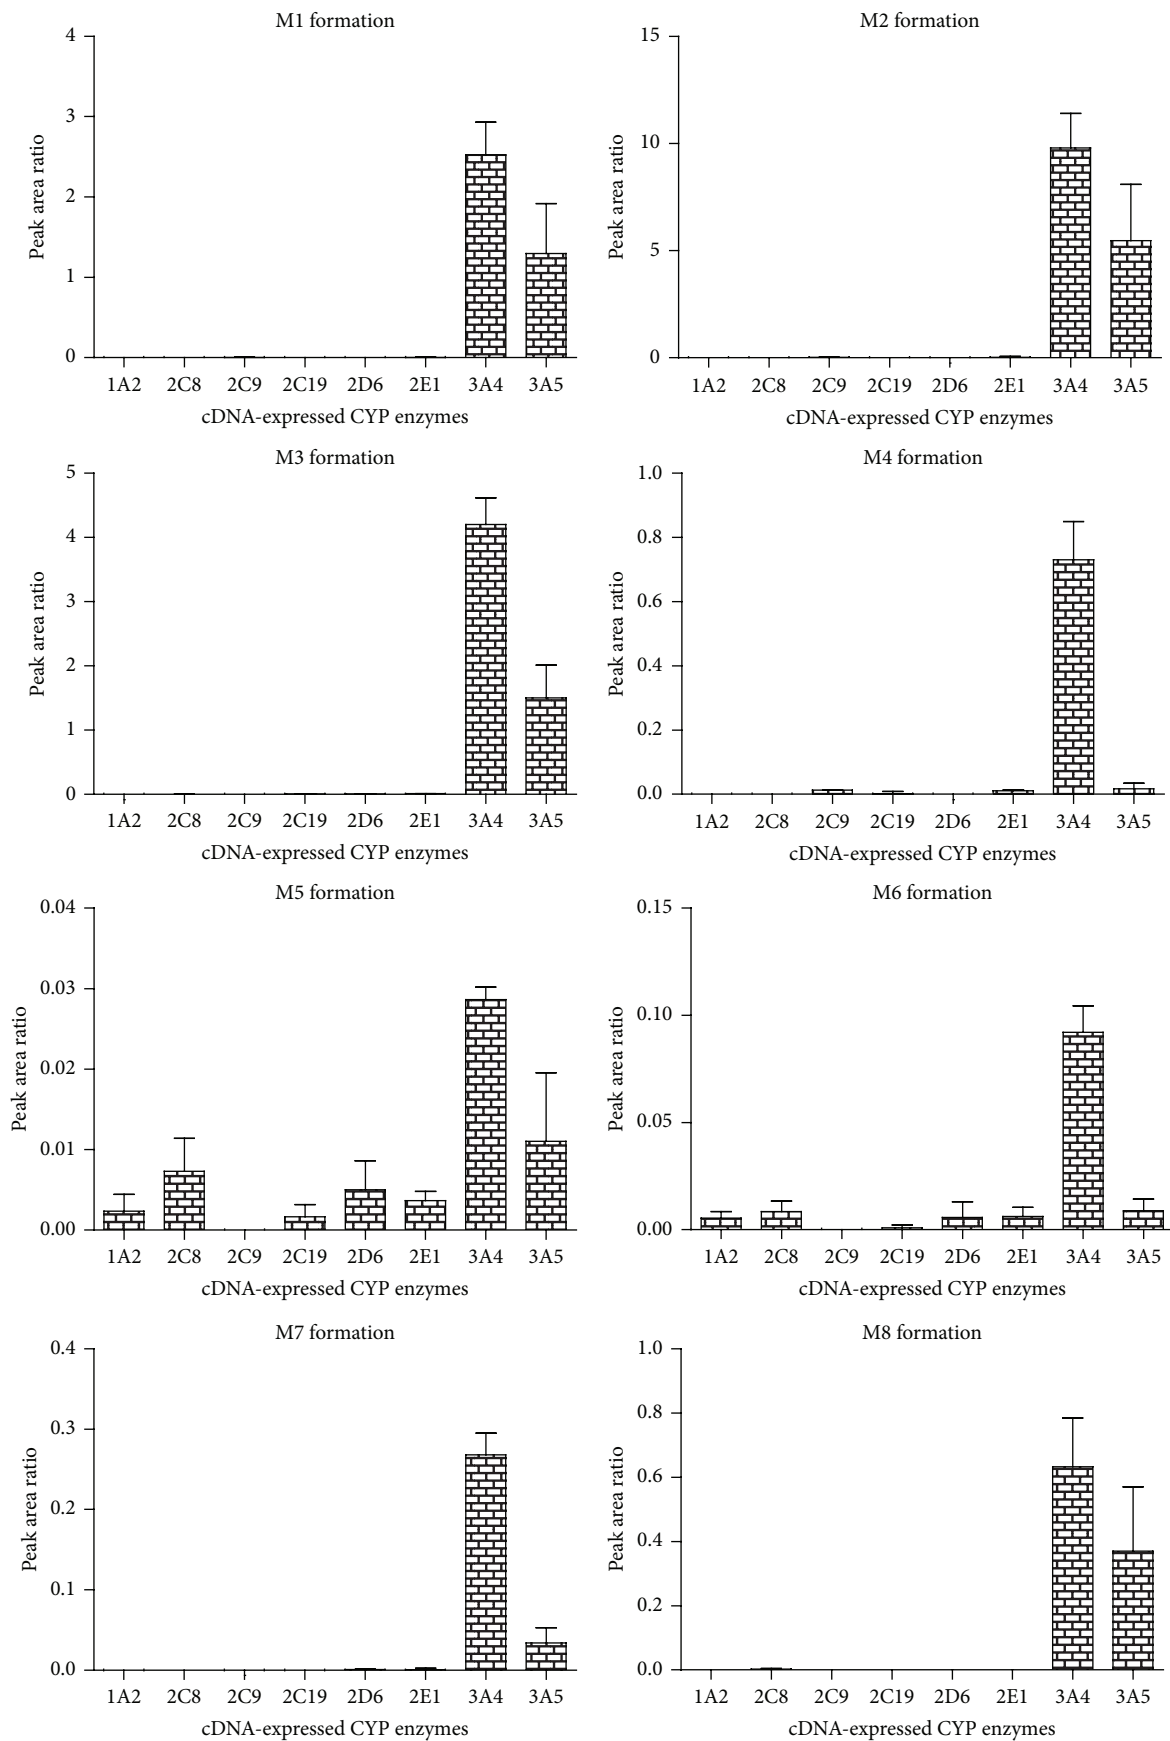 M1 formation
4
3
2
1
0
Peak area ratio
1A2 2C8 2C9 2C19 2D6 2E1 3A4 3A5
cDNA-expressed CYP enzymes
M2 formation
15
10
5
0
Peak area ratio
1A2 2C8 2C9 2C19 2D6 2E1 3A4 3A5
cDNA-expressed CYP enzymes
M3 formation
5
4
3
2
1
0
Peak area ratio
1A2 2C8 2C9 2C19 2D6 2E1 3A4 3A5
cDNA-expressed CYP enzymes
M4 formation
1.0
0.8
0.6
0.4
0.2
0.0
Peak area ratio
1A2 2C8 2C9 2C19 2D6 2E1 3A4 3A5
cDNA-expressed CYP enzymes
M5 formation
0.04
0.03
0.02
0.01
0.00
Peak area ratio
1A2 2C8 2C9 2C19 2D6 2E1 3A4 3A5
cDNA-expressed CYP enzymes
M6 formation
0.15
0.10
0.05
0.00
Peak area ratio
1A2 2C8 2C9 2C19 2D6 2E1 3A4 3A5
cDNA-expressed CYP enzymes
M7 formation
0.4
0.3
0.2
0.1
0.0
Peak area ratio
1A2 2C8 2C9 2C19 2D6 2E1 3A4 3A5
cDNA-expressed CYP enzymes
M8 formation
1.0
0.8
0.6
0.4
0.2
0.0
Peak area ratio
1A2 2C8 2C9 2C19 2D6 2E1 3A4 3A5
cDNA-expressed CYP enzymes